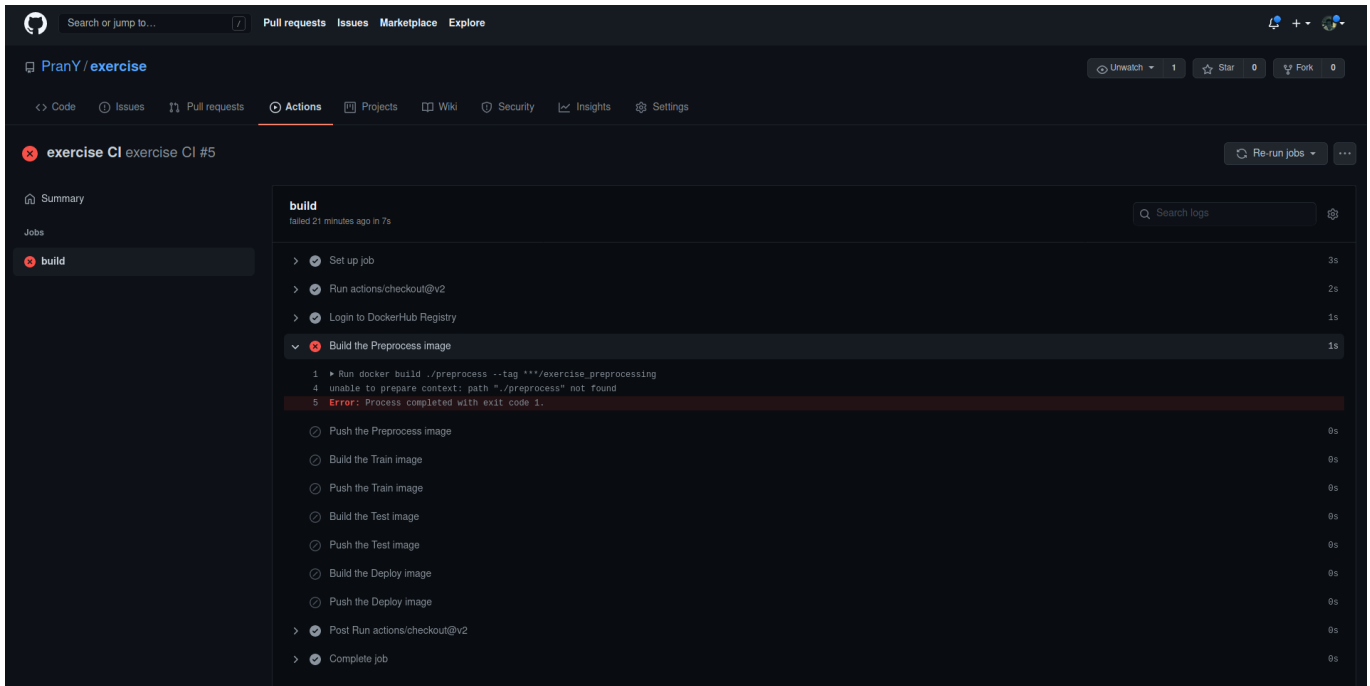 Search or jump to… /
Pull requests Issues Marketplace Explore
PranY / exercise
Unwatch 1 Star 0 Fork 0
Code Issues Pull requests Actions Projects Wiki Security Insights Settings
exercise CI exercise CI #5
Re-run jobs
Summary
Jobs
build
build
failed 21 minutes ago in 7s
Search logs
Set up job 3s
Run actions/checkout@v2 2s
Login to DockerHub Registry 1s
Build the Preprocess image 1s
1 Run docker build ./preprocess --tag ***/exercise_preprocessing
4 unable to prepare context: path "./preprocess" not found
5 Error: Process completed with exit code 1.
Push the Preprocess image 0s
Build the Train image 0s
Push the Train image 0s
Build the Test image 0s
Push the Test image 0s
Build the Deploy image 0s
Push the Deploy image 0s
Post Run actions/checkout@v2 0s
Complete job 0s